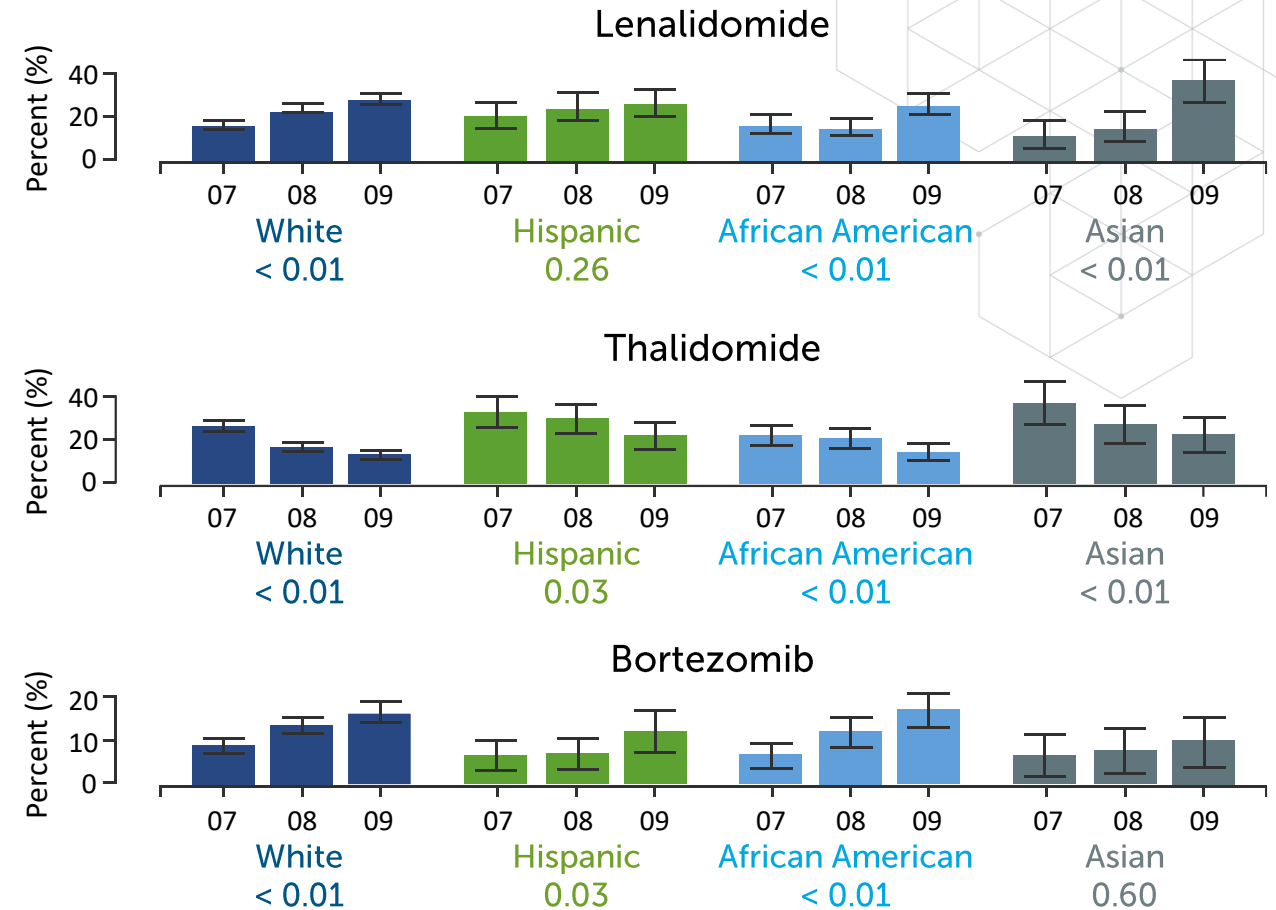 Lenalidomide
Percent (%)
40
20
0
07 08 09 07 08 09 07 08 09 07 08 09
White Hispanic African American Asian
< 0.01 0.26 < 0.01 < 0.01
Thalidomide
Percent (%)
40
20
0
07 08 09 07 08 09 07 08 09 07 08 09
White Hispanic African American Asian
< 0.01 0.03 < 0.01 < 0.01
Bortezomib
Percent (%)
20
10
0
07 08 09 07 08 09 07 08 09 07 08 09
White Hispanic African American Asian
< 0.01 0.03 < 0.01 0.60